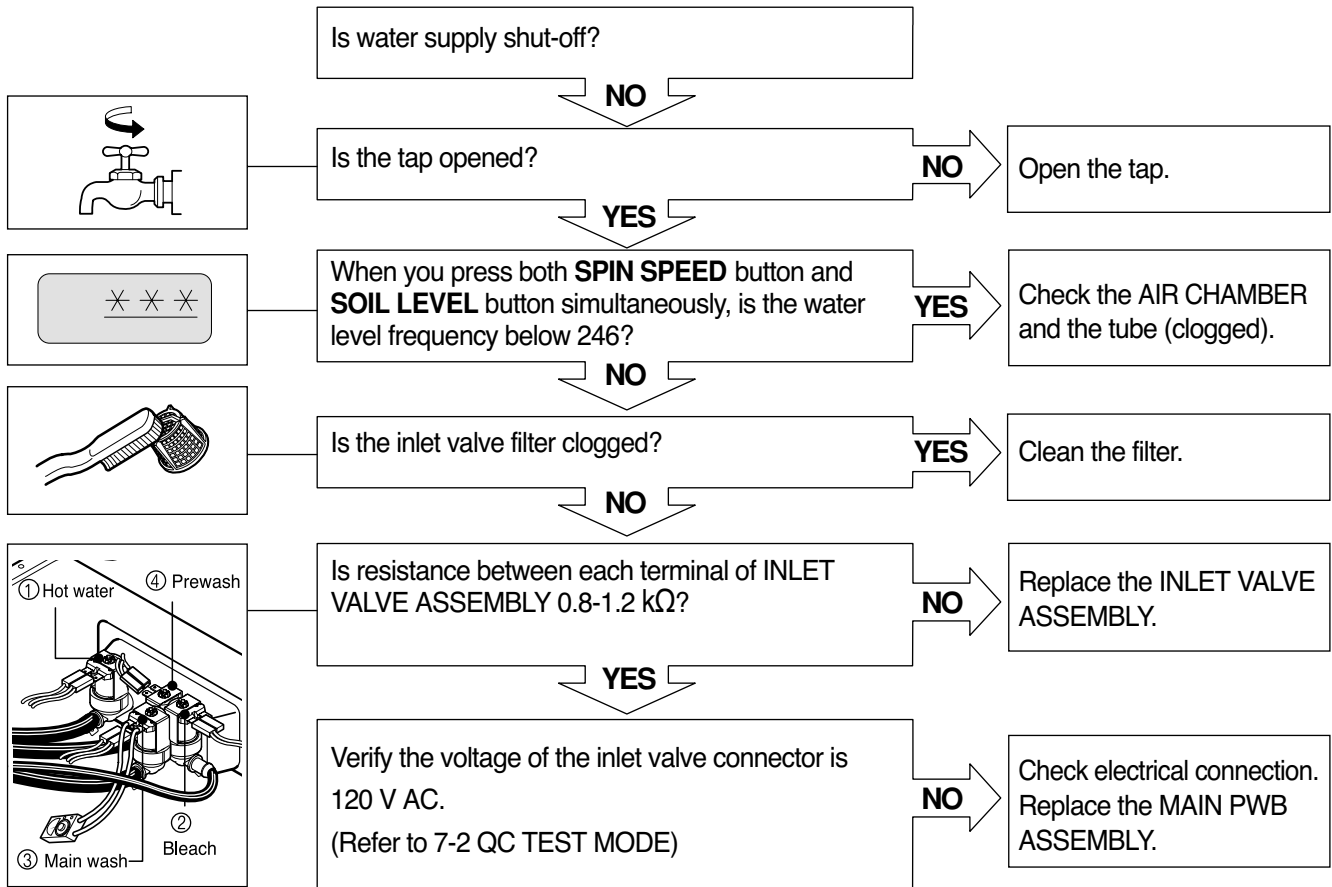 Is water supply shut-off?
NO
Is the tap opened?
NO
Open the tap.
YES
When you press both SPIN SPEED button and
SOIL LEVEL button simultaneously, is the water
level frequency below 246?
YES
Check the AIR CHAMBER
and the tube (clogged).
NO
Is the inlet valve filter clogged?
YES
Clean the filter.
NO
① Hot water
④ Prewash
② Bleach
③ Main wash
Is resistance between each terminal of INLET
VALVE ASSEMBLY 0.8-1.2 kΩ?
NO
Replace the INLET VALVE
ASSEMBLY.
YES
Verify the voltage of the inlet valve connector is
120 V AC.
(Refer to 7-2 QC TEST MODE)
NO
Check electrical connection.
Replace the MAIN PWB
ASSEMBLY.